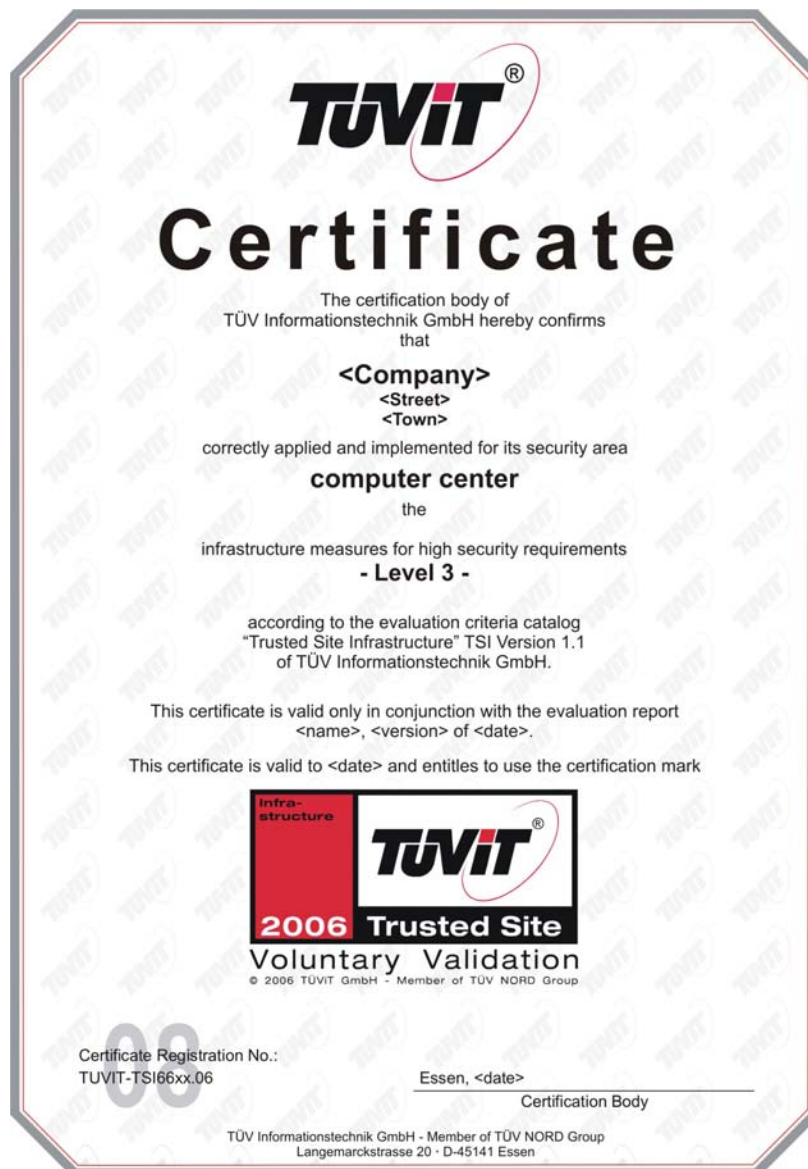 TÜViT®
Certificate
The certification body of
TÜV Informationstechnik GmbH hereby confirms
that
<Company>
<Street>
<Town>
correctly applied and implemented for its security area
computer center
the
infrastructure measures for high security requirements
- Level 3 -
according to the evaluation criteria catalog
“Trusted Site Infrastructure” TSI Version 1.1
of TÜV Informationstechnik GmbH.
This certificate is valid only in conjunction with the evaluation report
<name>, <version> of <date>.
This certificate is valid to <date> and entitles to use the certification mark
Infra-
structure
TÜViT®
2006 Trusted Site
Voluntary Validation
© 2006 TÜViT GmbH - Member of TÜV NORD Group
08
Certificate Registration No.:
TUVIT-TSI66xx.06
Essen, <date>
Certification Body
TÜV Informationstechnik GmbH - Member of TÜV NORD Group
Langemarckstrasse 20 · D-45141 Essen